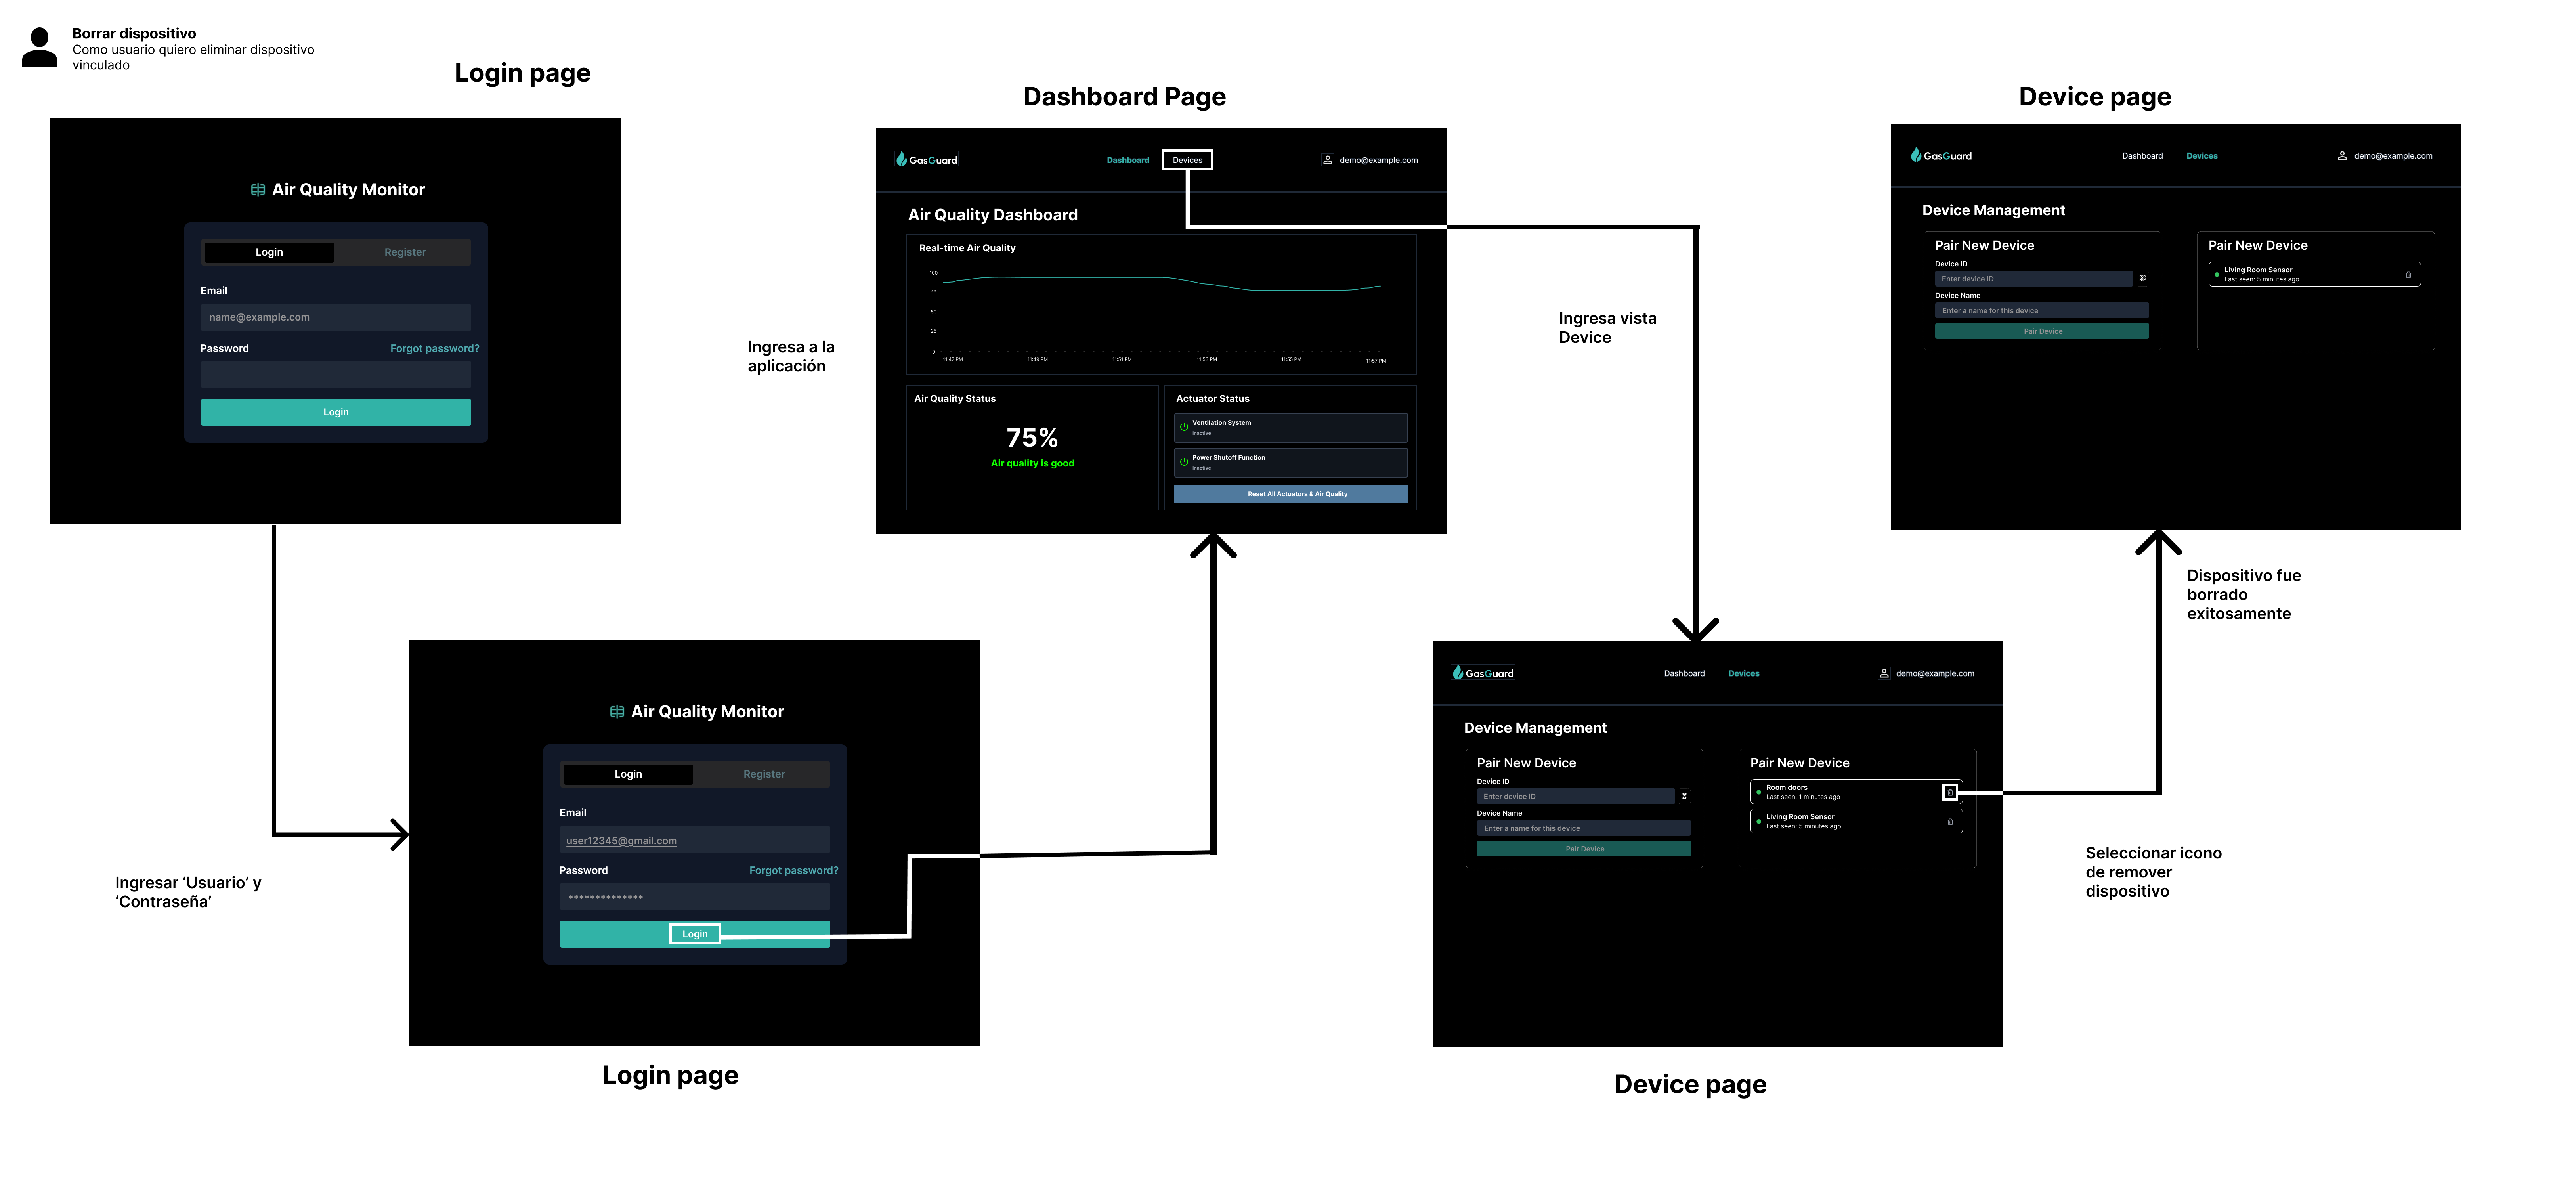 Borrar dispositivo
Como usuario quiero eliminar dispositivo
vinculado
Login page
Air Quality Monitor
Login
Register
Email
name@example.com
Password
Forgot password?
Login
Ingresar ‘Usuario’ y
‘Contraseña’
Air Quality Monitor
Login
Register
Email
user12345@gmail.com
Password
Forgot password?
**************
Login
Login page
Ingresa a la
aplicación
Dashboard Page
GasGuard
Dashboard
Devices
demo@example.com
Air Quality Dashboard
Real-time Air Quality
100
75
50
25
0
11:47 PM
11:49 PM
11:51 PM
11:53 PM
11:55 PM
11:57 PM
Air Quality Status
75%
Air quality is good
Actuator Status
Ventilation System
Inactive
Power Shutoff Function
Inactive
Reset All Actuators & Air Quality
Ingresa vista
Device
GasGuard
Dashboard
Devices
demo@example.com
Device Management
Pair New Device
Device ID
Enter device ID
Device Name
Enter a name for this device
Pair Device
Pair New Device
Room doors
Last seen: 1 minutes ago
Living Room Sensor
Last seen: 5 minutes ago
Device page
Seleccionar icono
de remover
dispositivo
Dispositivo fue
borrado
exitosamente
Device page
GasGuard
Dashboard
Devices
demo@example.com
Device Management
Pair New Device
Device ID
Enter device ID
Device Name
Enter a name for this device
Pair Device
Pair New Device
Living Room Sensor
Last seen: 5 minutes ago